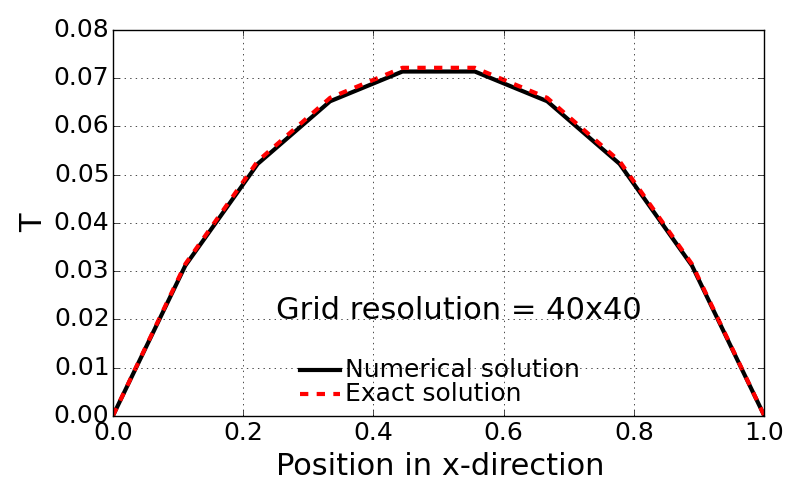 0.08
0.07
0.06
0.05
0.04
0.03
0.02
0.01
0.00
T
Grid resolution = 40x40
Numerical solution
Exact solution
0.0 0.2 0.4 0.6 0.8 1.0
Position in x-direction